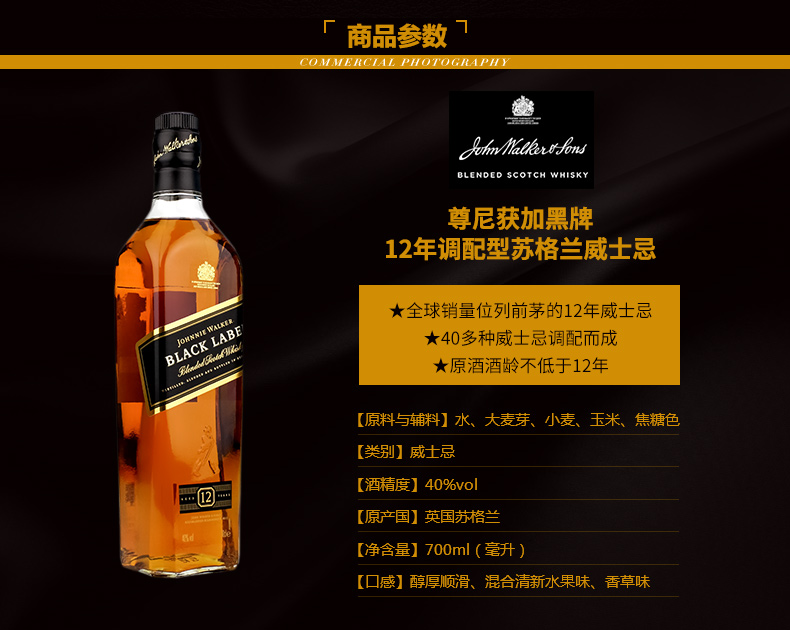 商品参数
COMMERCIAL PHOTOGRAPHY
John Walker & Sons
BLENDED SCOTCH WHISKY
尊尼获加黑牌
12年调配型苏格兰威士忌
★全球销量位列前茅的12年威士忌
★40多种威士忌调配而成
★原酒酒龄不低于12年
JOHNNIE WALKER
BLACK LABEL
Blended Scotch Whisky
AGED 12 YEARS
【原料与辅料】水、大麦芽、小麦、玉米、焦糖色
【类别】威士忌
【酒精度】40%vol
【原产国】英国苏格兰
【净含量】700ml(毫升)
【口感】醇厚顺滑、混合清新水果味、香草味